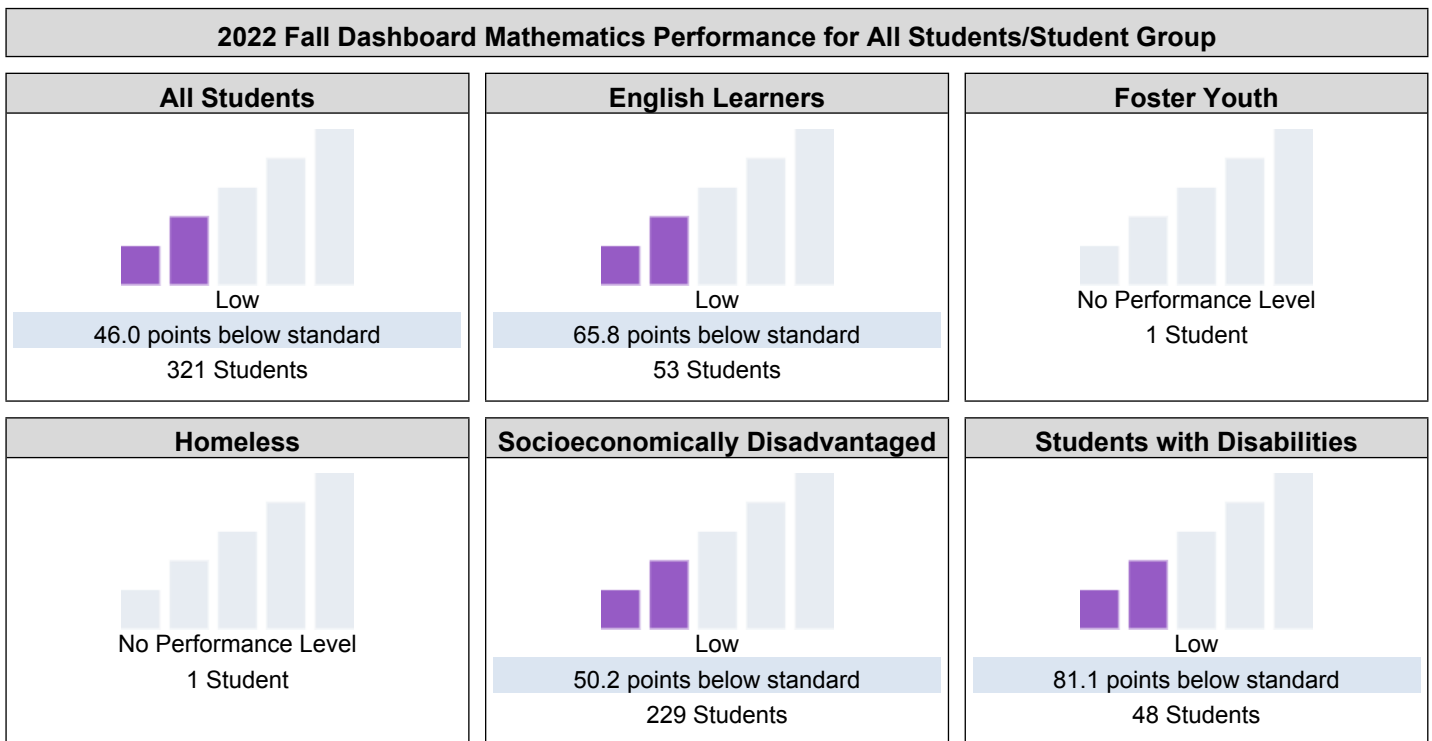 2022 Fall Dashboard Mathematics Performance for All Students/Student Group
All Students
Low
46.0 points below standard
321 Students
English Learners
Low
65.8 points below standard
53 Students
Foster Youth
No Performance Level
1 Student
Homeless
No Performance Level
1 Student
Socioeconomically Disadvantaged
Low
50.2 points below standard
229 Students
Students with Disabilities
Low
81.1 points below standard
48 Students